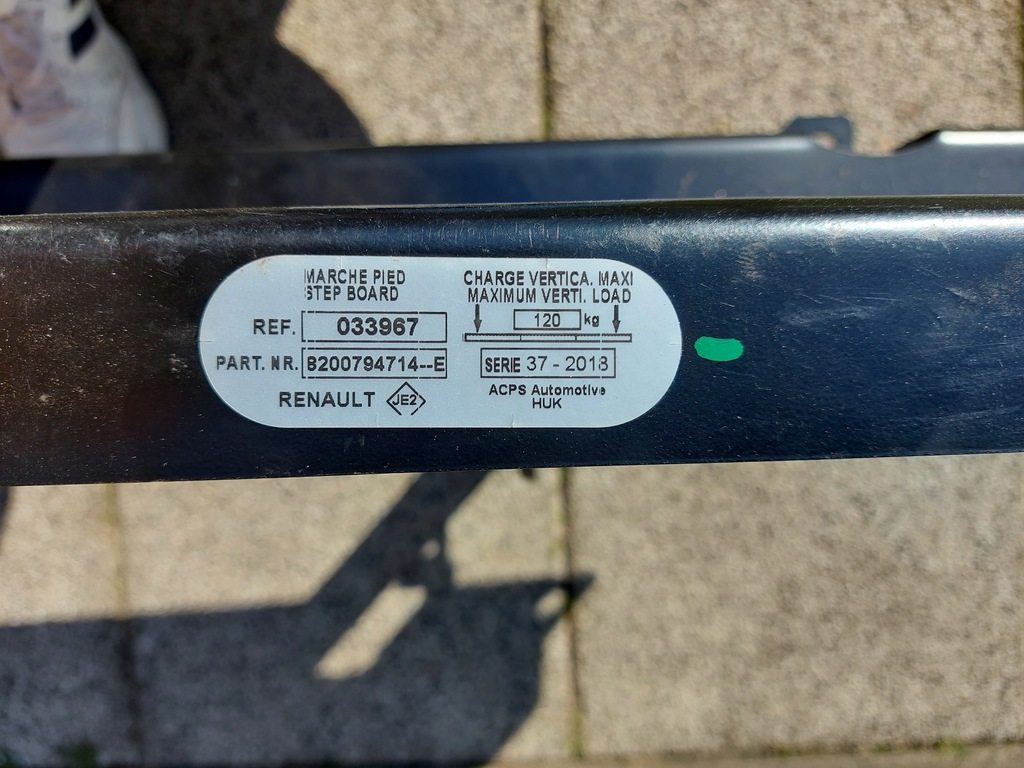 MARCHE PIED
STEP BOARD
REF. 033967
PART. NR. B200794714--E
RENAULT JE2
CHARGE VERTICA. MAXI
MAXIMUM VERTI. LOAD
120 kg
SERIE 37 - 2018
ACPS Automotive
HUK